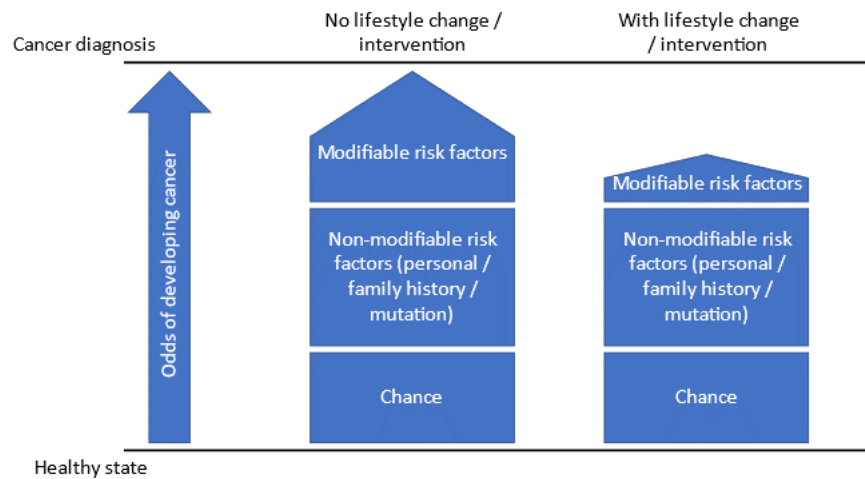 No lifestyle change /
intervention
With lifestyle change
/ intervention
Cancer diagnosis
Odds of developing cancer
Modifiable risk factors
Modifiable risk factors
Non-modifiable risk
factors (personal /
family history /
mutation)
Non-modifiable risk
factors (personal /
family history /
mutation)
Chance
Chance
Healthy state